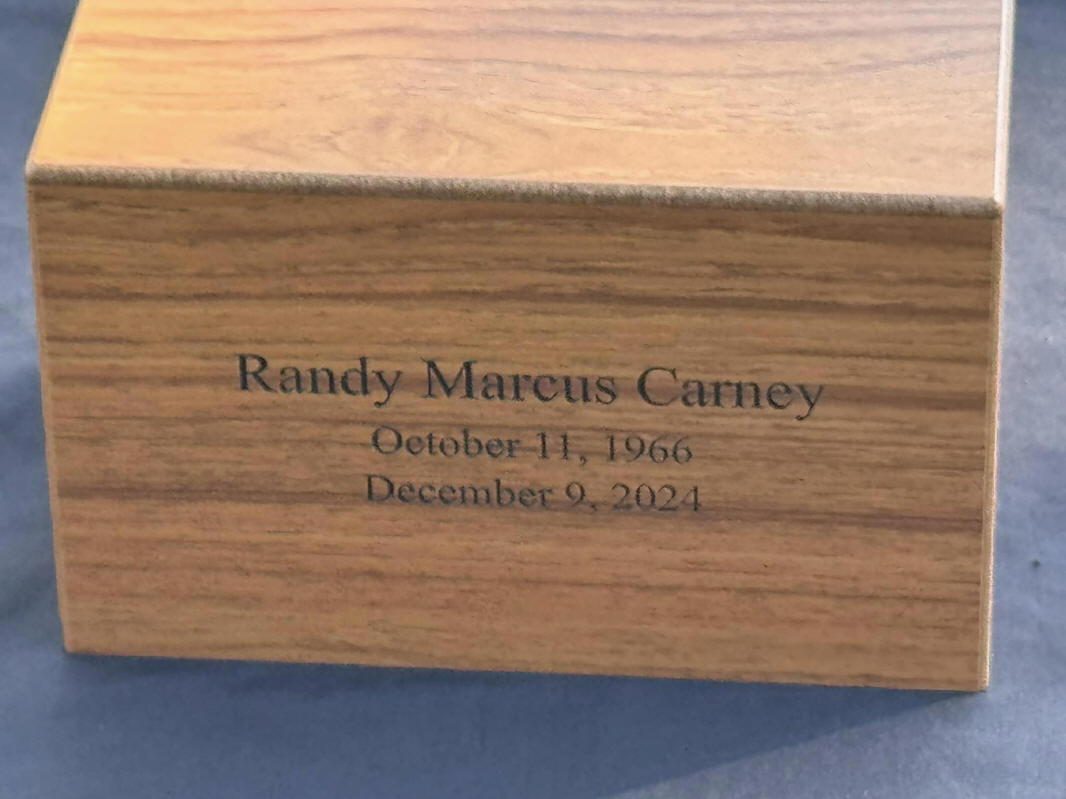 Randy Marcus Carney
October 11, 1966
December 9, 2024